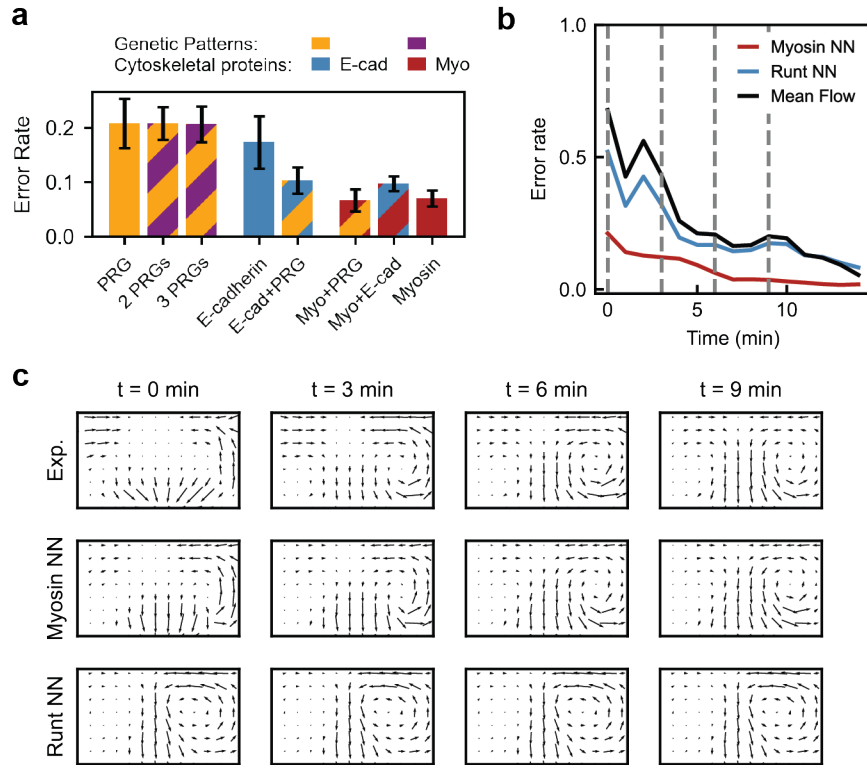 a
Genetic Patterns:
Cytoskeletal proteins: E-cad Myo
Error Rate
0.2
0.1
0.0
PRG
2 PRGs
3 PRGs
E-cadherin
E-cad+PRG
Myo+PRG
Myo+E-cad
Myosin
b
Error rate
1.0
0.5
0.0
Myosin NN
Runt NN
Mean Flow
0 5 10
Time (min)
c
t = 0 min t = 3 min t = 6 min t = 9 min
Exp.
Myosin NN
Runt NN